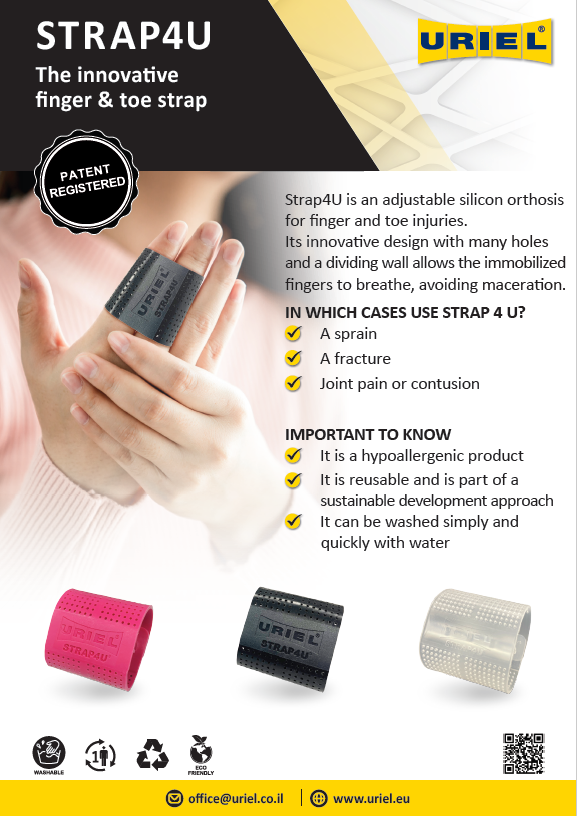 STRAP4U
The innovative
finger & toe strap
URIEL®
PATENT
REGISTERED
URIEL
STRAP4U
Strap4U is an adjustable silicon orthosis
for finger and toe injuries.
Its innovative design with many holes
and a dividing wall allows the immobilized
fingers to breathe, avoiding maceration.
IN WHICH CASES USE STRAP 4 U?
A sprain
A fracture
Joint pain or contusion
IMPORTANT TO KNOW
It is a hypoallergenic product
It is reusable and is part of a
sustainable development approach
It can be washed simply and
quickly with water
URIEL
STRAP4U
URIEL
STRAP4U
WASHABLE
1
ECO
FRIENDLY
office@uriel.co.il
www.uriel.eu